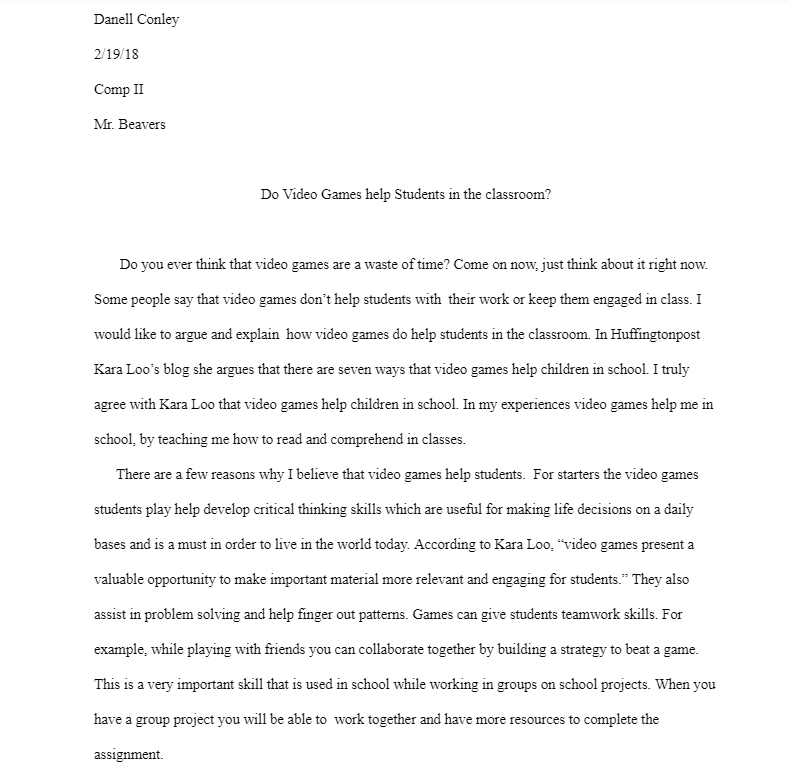 Danell Conley
2/19/18
Comp II
Mr. Beavers
Do Video Games help Students in the classroom?
Do you ever think that video games are a waste of time? Come on now, just think about it right now.
Some people say that video games don’t help students with  their work or keep them engaged in class. I
would like to argue and explain  how video games do help students in the classroom. In Huffingtonpost
Kara Loo’s blog she argues that there are seven ways that video games help children in school. I truly
agree with Kara Loo that video games help children in school. In my experiences video games help me in
school, by teaching me how to read and comprehend in classes.
There are a few reasons why I believe that video games help students.  For starters the video games
students play help develop critical thinking skills which are useful for making life decisions on a daily
bases and is a must in order to live in the world today. According to Kara Loo, “video games present a
valuable opportunity to make important material more relevant and engaging for students.” They also
assist in problem solving and help finger out patterns. Games can give students teamwork skills. For
example, while playing with friends you can collaborate together by building a strategy to beat a game.
This is a very important skill that is used in school while working in groups on school projects. When you
have a group project you will be able to  work together and have more resources to complete the
assignment.